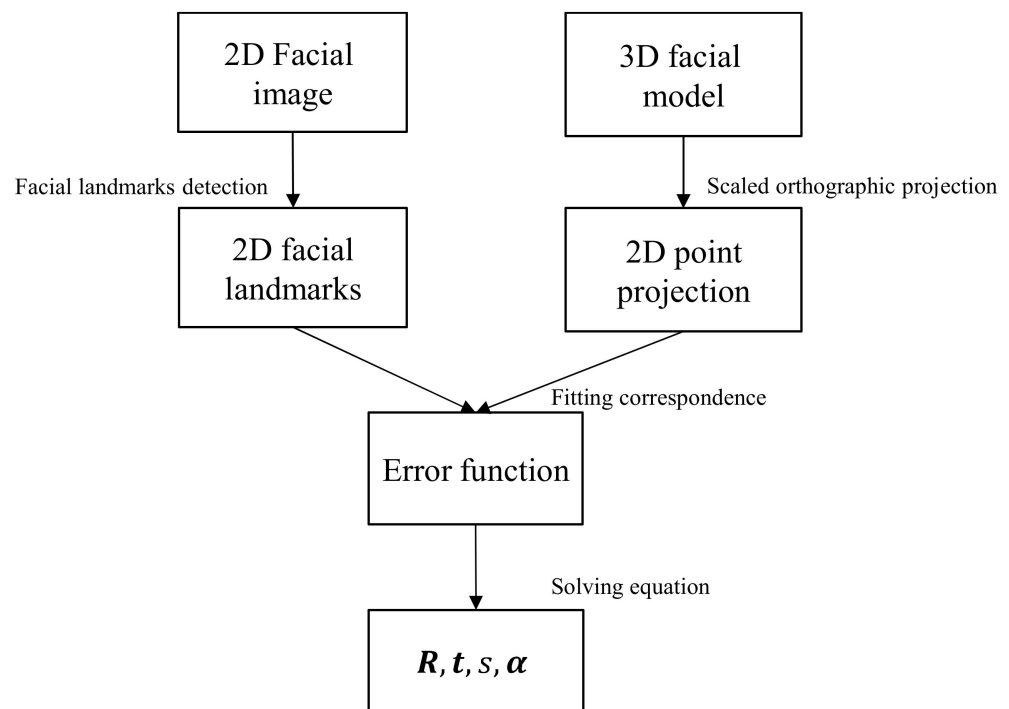 2D Facial
image
3D facial
model
Facial landmarks detection
Scaled orthographic projection
2D facial
landmarks
2D point
projection
Fitting correspondence
Error function
Solving equation
R, t, s, α